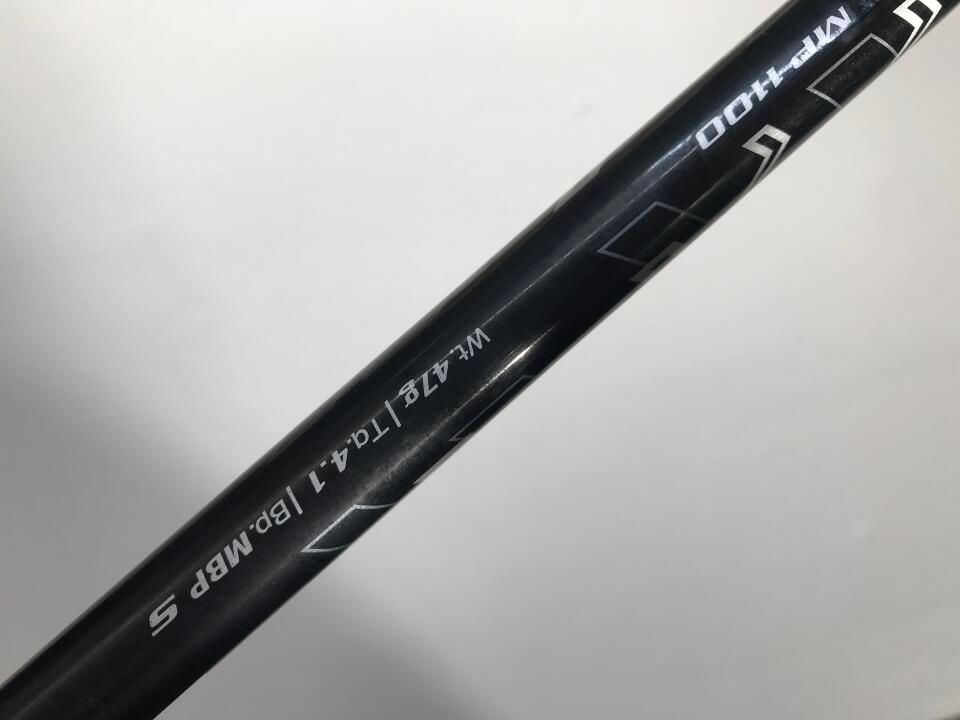 MP-1100
Wt.47g | Tq.4.1 | Bp.MBP S